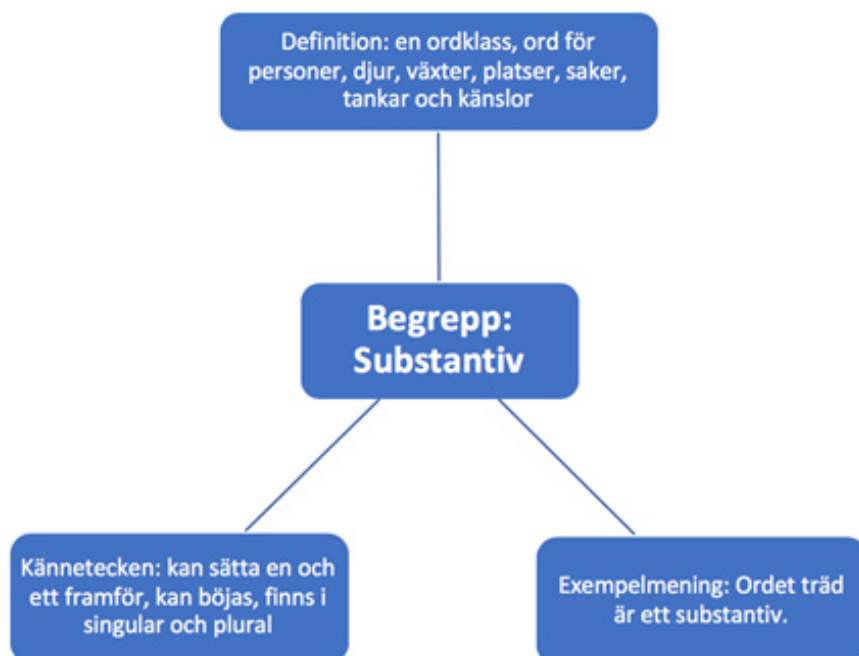 Definition: en ordklass, ord för
personer, djur, växter, platser, saker,
tankar och känslor
Begrepp:
Substantiv
Kännetecken: kan sätta en och
ett framför, kan böjas, finns i
singular och plural
Exempelmening: Ordet träd
är ett substantiv.